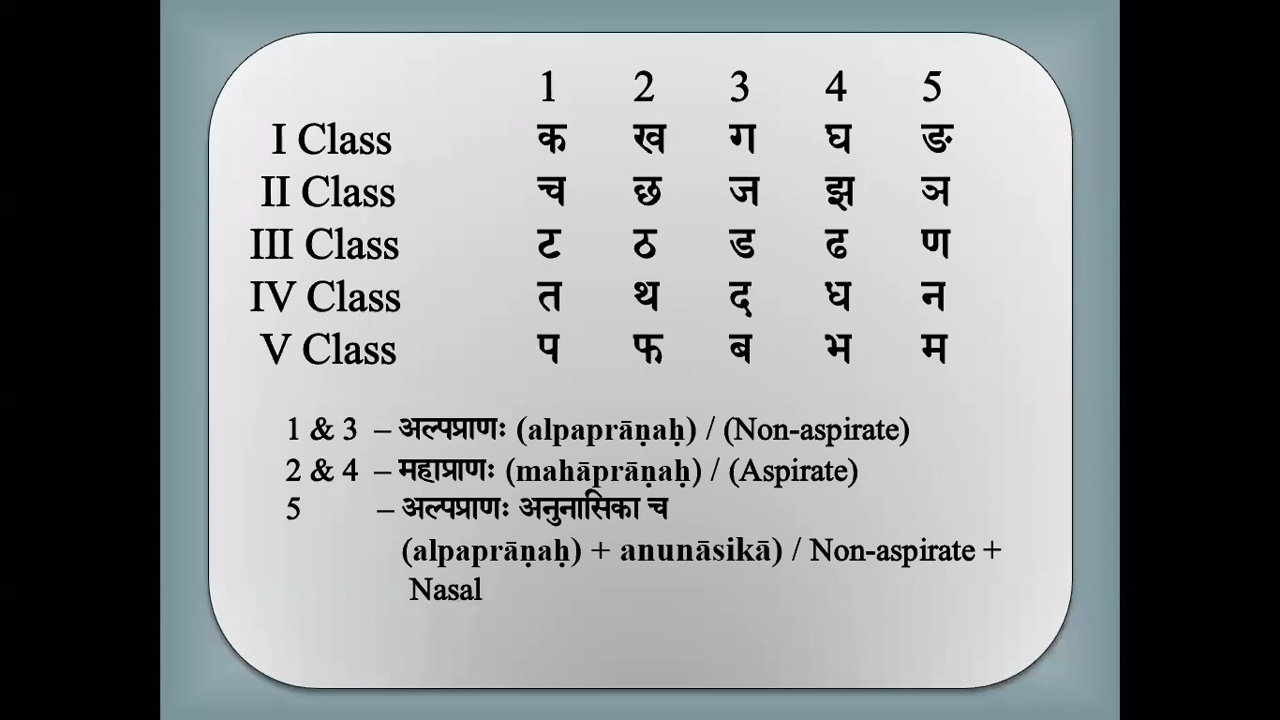 1 2 3 4 5
I Class क ख ग घ ङ
II Class च छ ज झ ञ
III Class ट ठ ड ढ ण
IV Class त थ द ध न
V Class प फ ब भ म
1 & 3 – अल्पप्राणः (alpaprāṇaḥ) / (Non-aspirate)
2 & 4 – महाप्राणः (mahāprāṇaḥ) / (Aspirate)
5 – अल्पप्राणः अनुनासिका च
(alpaprāṇaḥ) + anunāsikā) / Non-aspirate +
Nasal